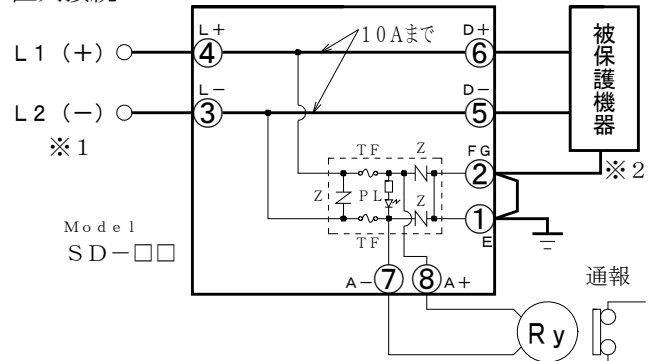 L+
10Aまで
D+
L1 (+)
④
⑥
被保護機器
L-
D-
L2 (-)
③
⑤
※1
FG
TF
Z
②
※2
Z
PL
Z
①
TF
E
Model
SD-□□
A-
⑦
⑧
A+
通報
Ry